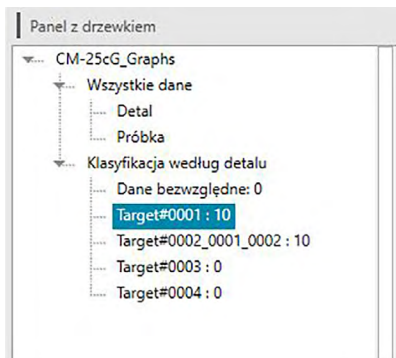 Panel z drzewkiem
CM-25cG_Graphs
Wszystkie dane
Detal
Próbka
Klasyfikacja według detalu
Dane bezwzględne: 0
Target#0001 : 10
Target#0002_0001_0002 : 10
Target#0003 : 0
Target#0004 : 0